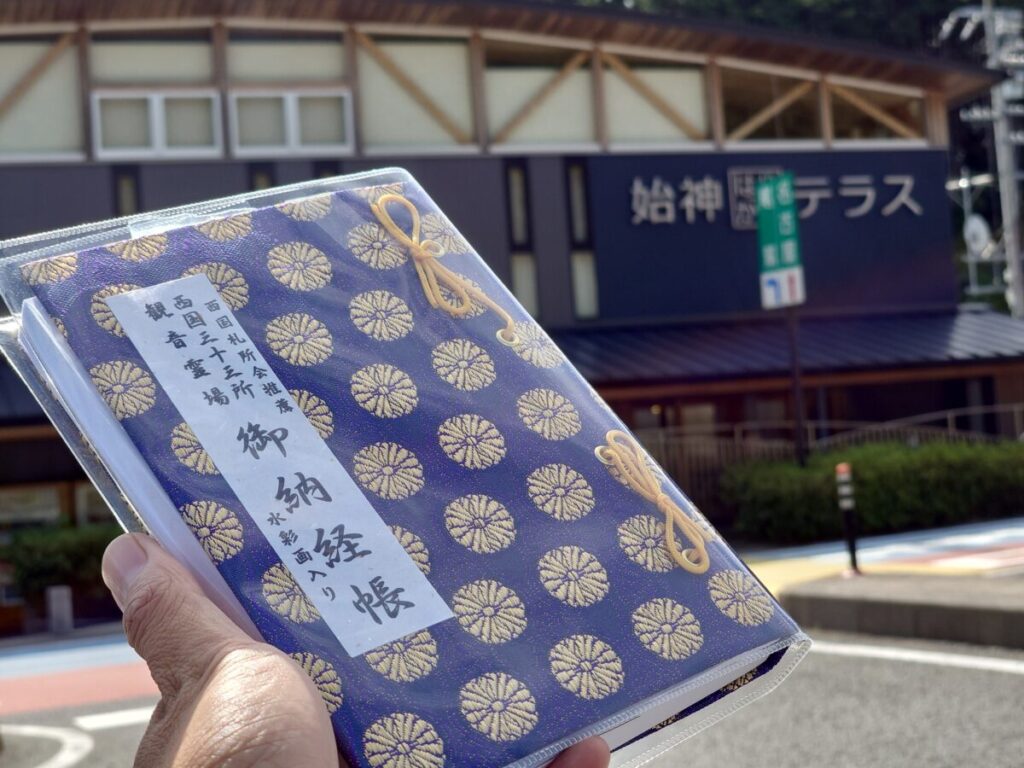 西国札所会推薦
西国三十三所
観音霊場
御納経帳
水彩画入り
始神テラス